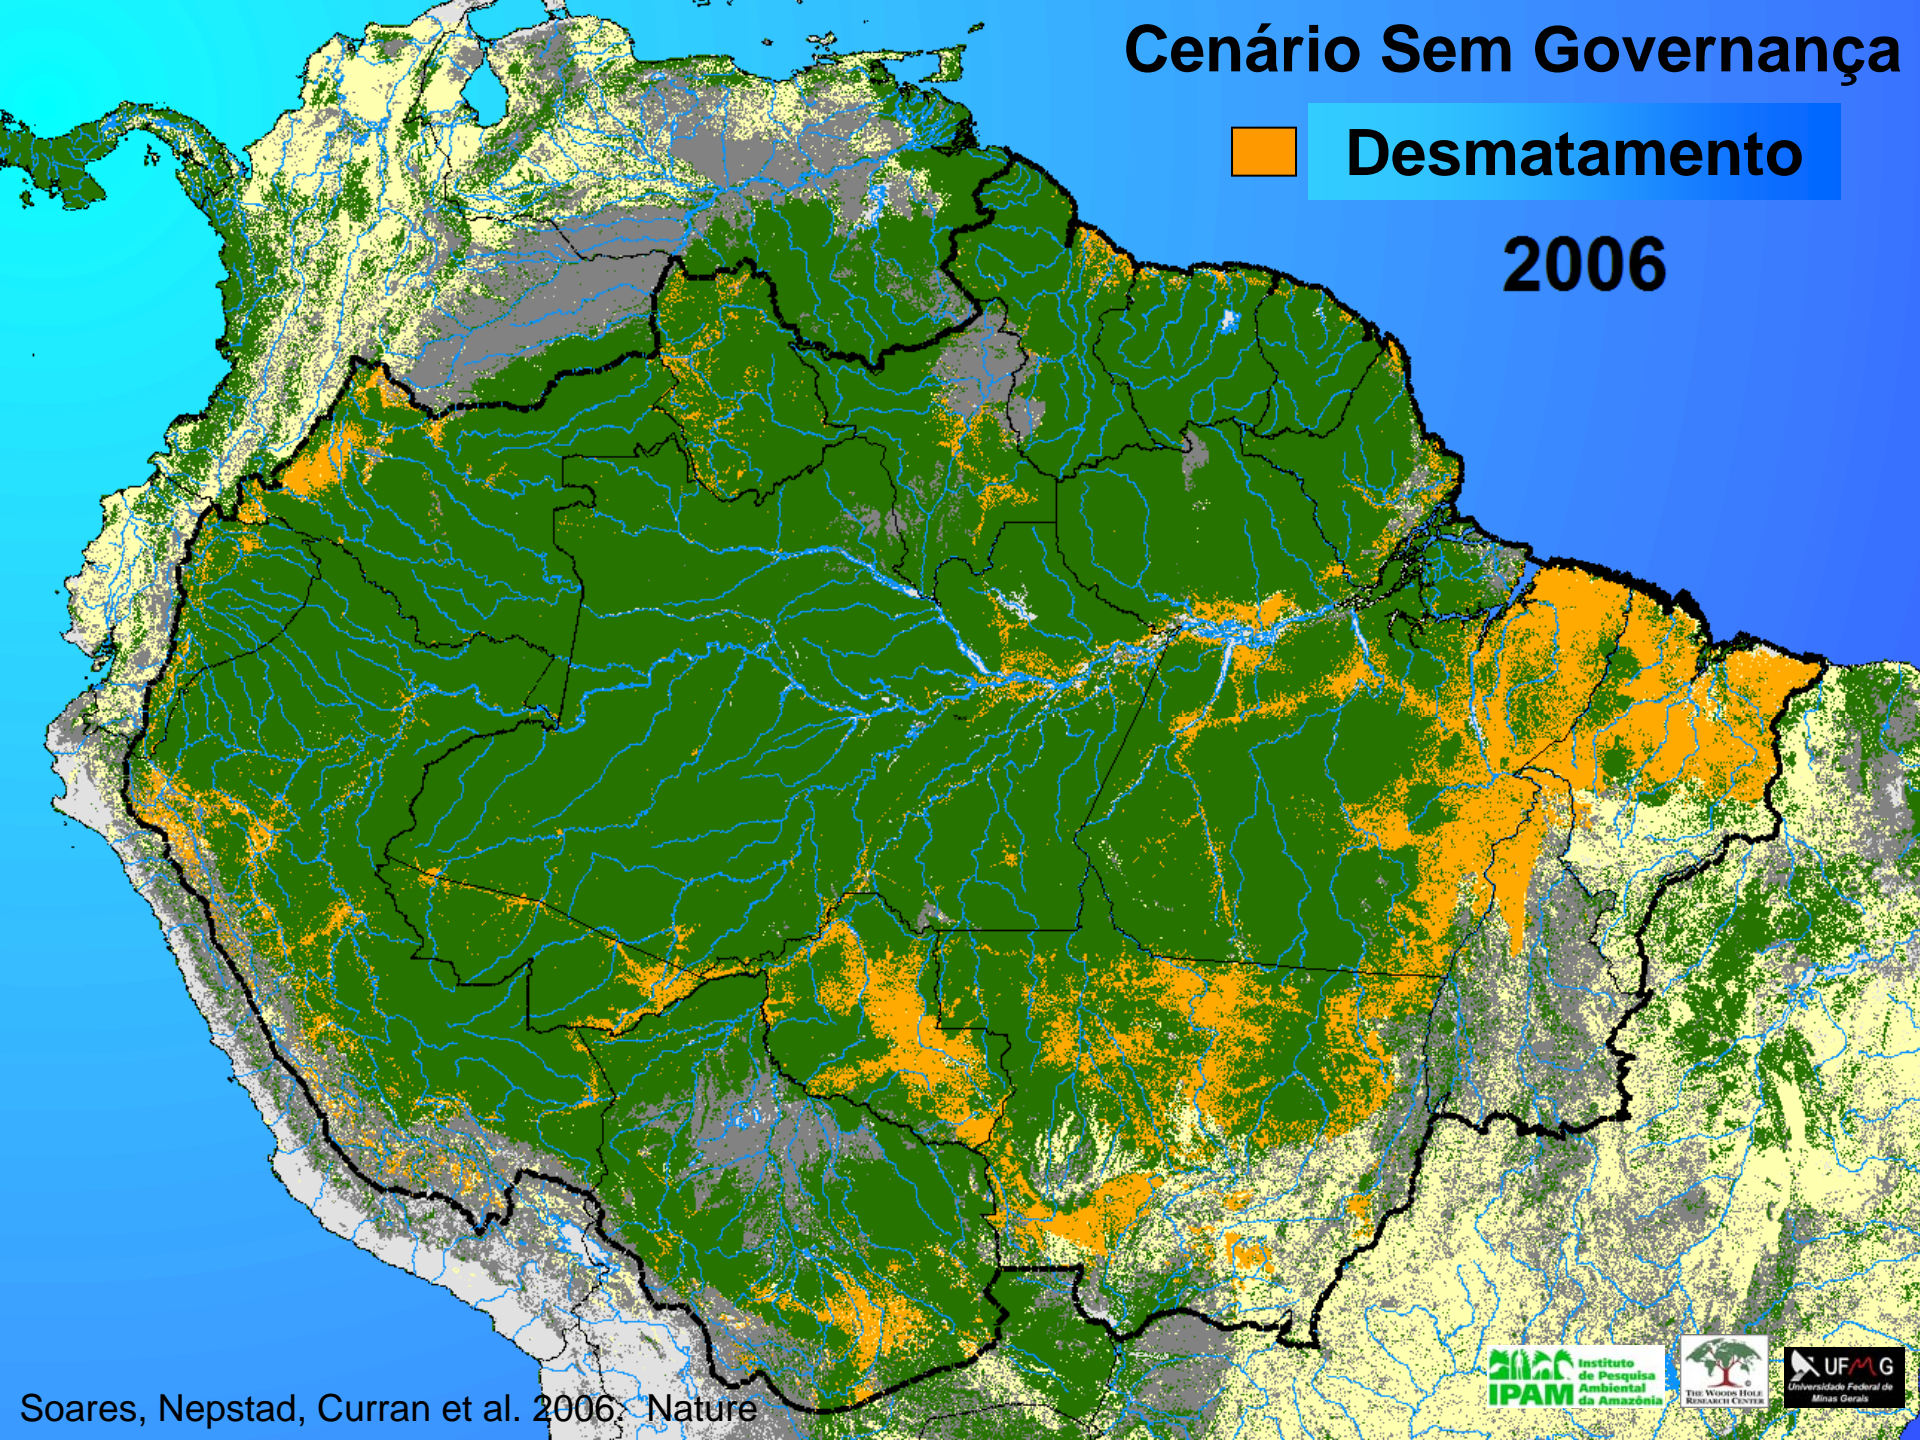 Cenário Sem Governança
Desmatamento
2006
Soares, Nepstad, Curran et al. 2006. Nature
IPAM
Instituto
de Pesquisa
Ambiental
da Amazônia
THE WOODS HOLE
RESEARCH CENTER
UFMG
Universidade Federal de
Minas Gerais